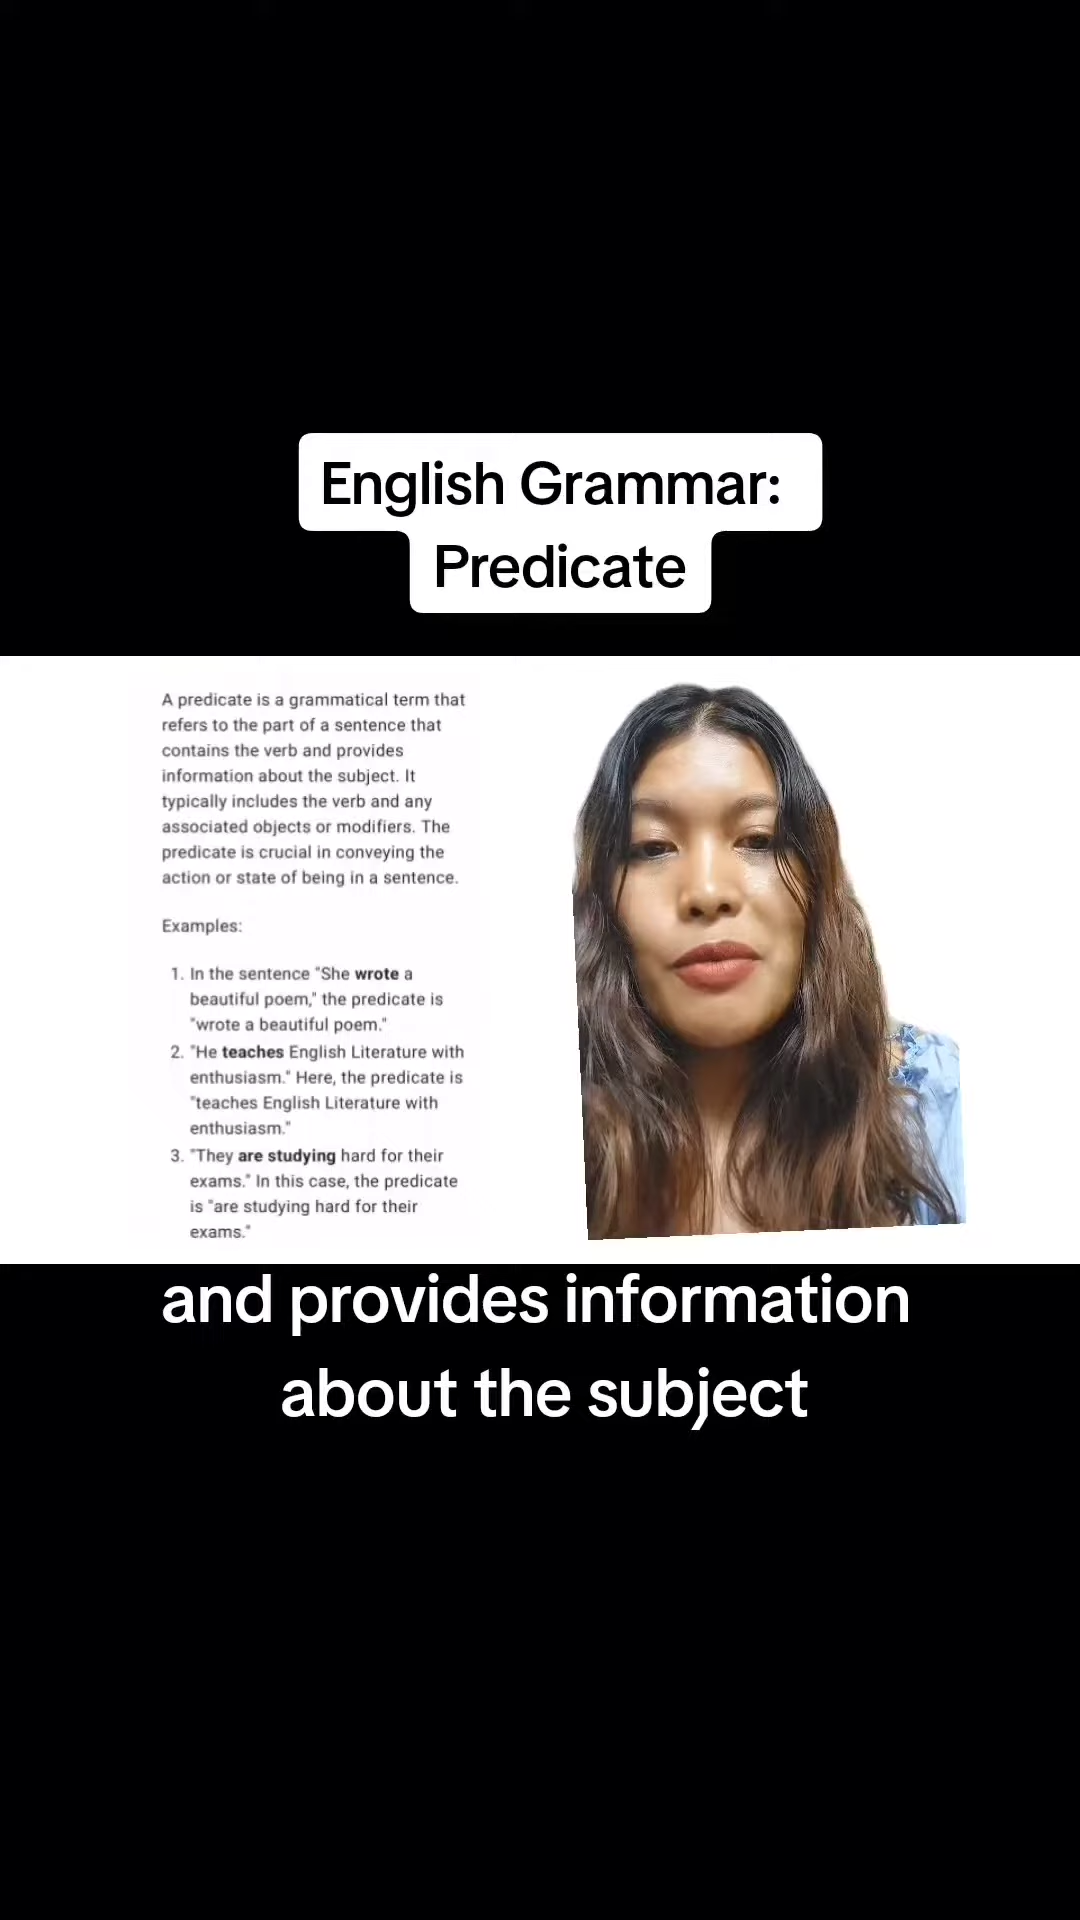 English Grammar:
Predicate
A predicate is a grammatical term that
refers to the part of a sentence that
contains the verb and provides
information about the subject. It
typically includes the verb and any
associated objects or modifiers. The
predicate is crucial in conveying the
action or state of being in a sentence.
Examples:
1. In the sentence "She wrote a
beautiful poem," the predicate is
"wrote a beautiful poem."
2. "He teaches English Literature with
enthusiasm." Here, the predicate is
"teaches English Literature with
enthusiasm."
3. "They are studying hard for their
exams." In this case, the predicate
is "are studying hard for their
exams."
and provides information
about the subject